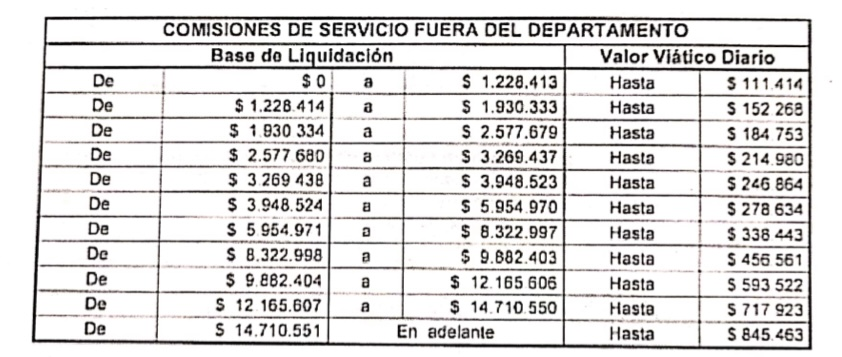 COMISIONES DE SERVICIO FUERA DEL DEPARTAMENTO
Base de Liquidación Valor Viático Diario
De $ 0 a $ 1.228.413 Hasta $ 111.414
De $ 1.228.414 a $ 1.930.333 Hasta $ 152 268
De $ 1.930 334 a $ 2.577.679 Hasta $ 184 753
De $ 2.577 680 a $ 3.269.437 Hasta $ 214.980
De $ 3 269 438 a $ 3.948.523 Hasta $ 246 864
De $ 3.948.524 a $ 5.954.970 Hasta $ 278 634
De $ 5 954.971 a $ 8.322.997 Hasta $ 338 443
De $ 8.322.998 a $ 9.882.403 Hasta $ 456 561
De $ 9.882.404 a $ 12.165 606 Hasta $ 593 522
De $ 12 165.607 a $ 14.710.550 Hasta $ 717 923
De $ 14.710.551 En adelante Hasta $ 845.463